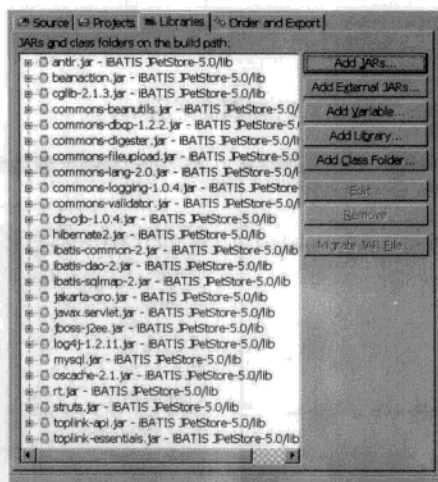 Source Projects Libraries Order and Export
JARs and class folders on the build path:
antlr.jar - iBATIS JPetStore-5.0/lib
beanaction.jar - iBATIS JPetStore-5.0/lib
cglib-2.1.3.jar - iBATIS JPetStore-5.0/lib
commons-beanutils.jar - iBATIS JPetStore-5.0/
commons-dbcp-1.2.2.jar - iBATIS JPetStore-5.0/
commons-digester.jar - iBATIS JPetStore-5.0/l
commons-fileupload.jar - iBATIS JPetStore-5.0
commons-lang-2.0.jar - iBATIS JPetStore-5.0/l
commons-logging-1.0.4.jar - iBATIS JPetStore
commons-validator.jar - iBATIS JPetStore-5.0/
db-ojb-1.0.4.jar - iBATIS JPetStore-5.0/lib
hibernate2.jar - iBATIS JPetStore-5.0/lib
ibatis-common-2.jar - iBATIS JPetStore-5.0/lib
ibatis-dao-2.jar - iBATIS JPetStore-5.0/lib
ibatis-sqlmap-2.jar - iBATIS JPetStore-5.0/lib
jakarta-oro.jar - iBATIS JPetStore-5.0/lib
javax.servlet.jar - iBATIS JPetStore-5.0/lib
jboss-j2ee.jar - iBATIS JPetStore-5.0/lib
log4j-1.2.11.jar - iBATIS JPetStore-5.0/lib
mysql.jar - iBATIS JPetStore-5.0/lib
oscache-2.1.jar - iBATIS JPetStore-5.0/lib
rt.jar - iBATIS JPetStore-5.0/lib
struts.jar - iBATIS JPetStore-5.0/lib
toplink-api.jar - iBATIS JPetStore-5.0/lib
toplink-essentials.jar - iBATIS JPetStore-5.0/lib
Add JARs...
Add External JARs...
Add Variable...
Add Library...
Add Class Folder...
Edit...
Remove
Migrate JAR File...